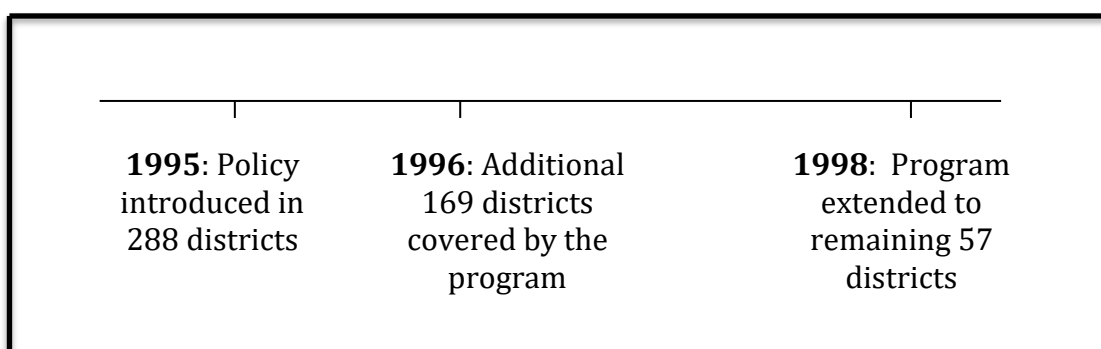 1995: Policy
introduced in
288 districts
1996: Additional
169 districts
covered by the
program
1998:  Program
extended to
remaining 57
districts